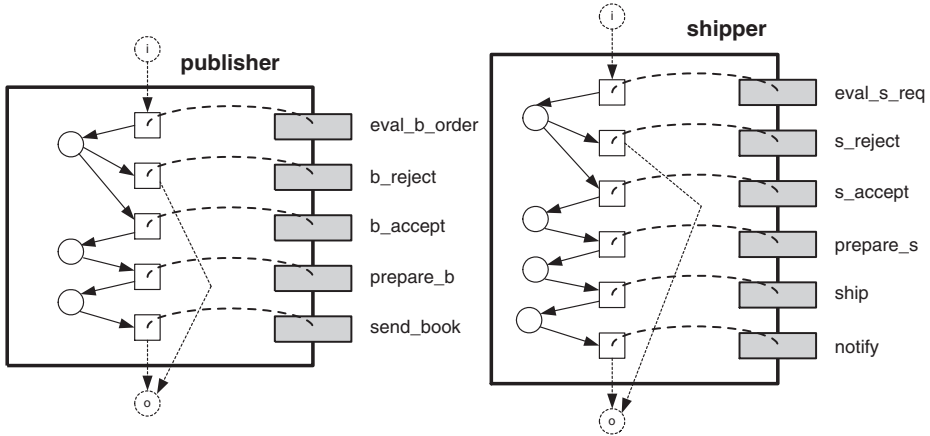 i
publisher
eval_b_order
b_reject
b_accept
prepare_b
send_book
o
i
shipper
eval_s_req
s_reject
s_accept
prepare_s
ship
notify
o